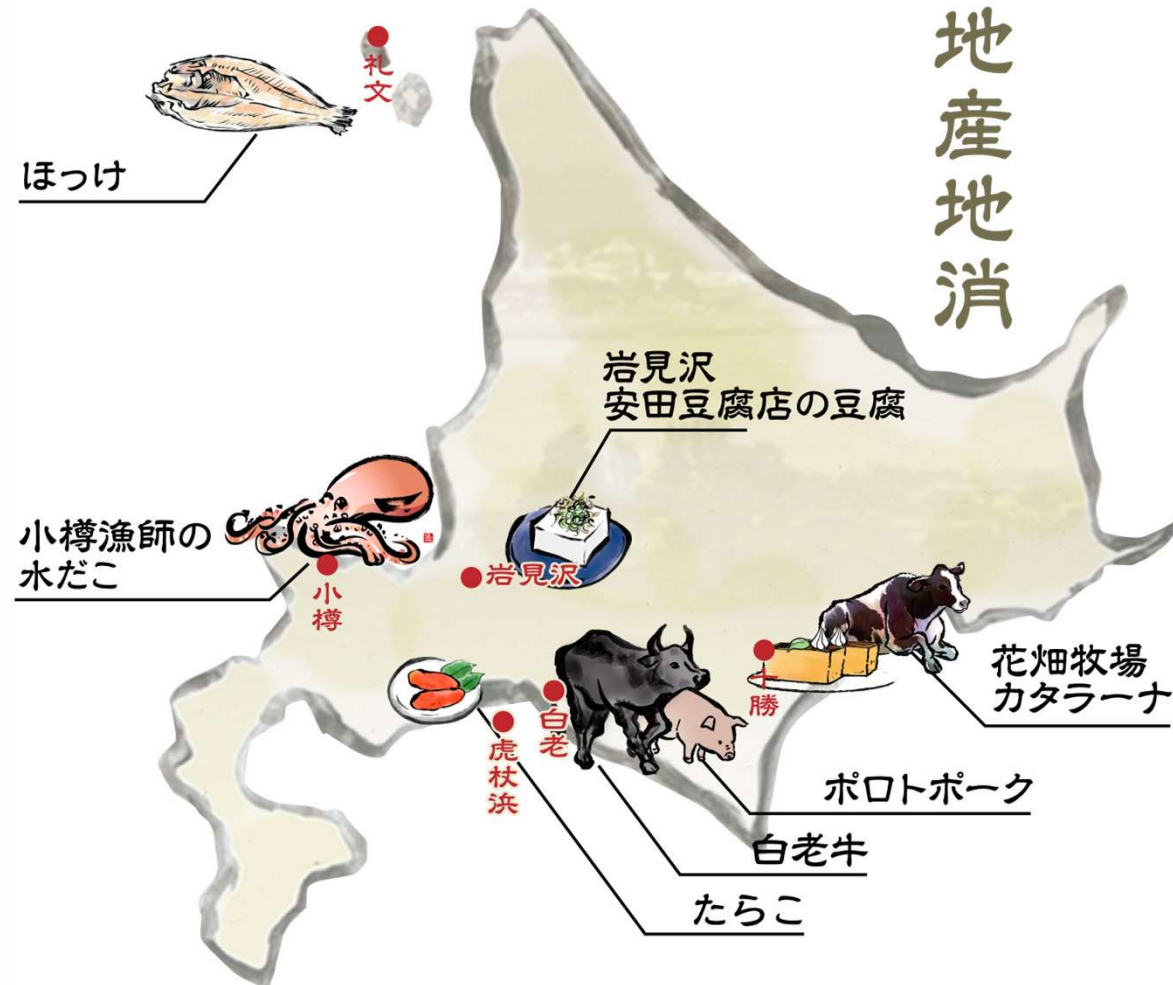 地産地消
礼文
ほっけ
岩見沢
安田豆腐店の豆腐
小樽漁師の
水だこ
小樽
岩見沢
花畑牧場
カタラーナ
十勝
白老
虎杖浜
ポロトポーク
白老牛
たらこ